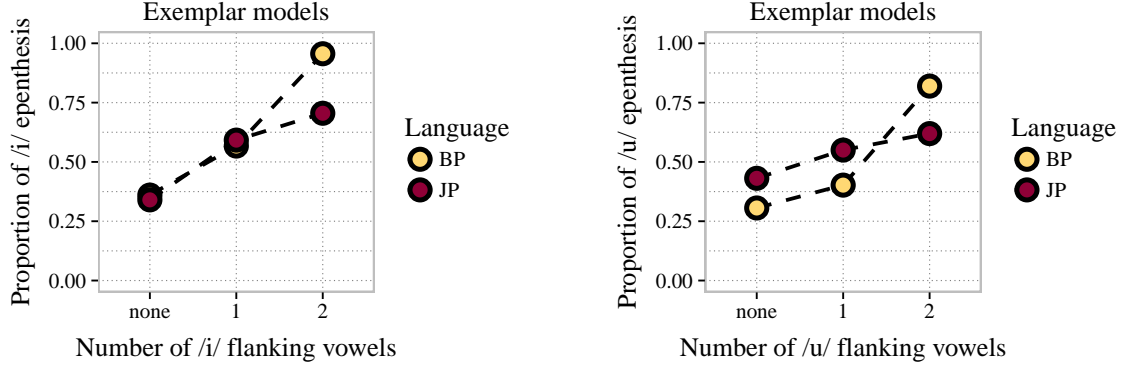 Exemplar models
Proportion of /i/ epenthesis
1.00
0.75
0.50
0.25
0.00
none 1 2
Number of /i/ flanking vowels
Language
BP
JP
Exemplar models
Proportion of /u/ epenthesis
1.00
0.75
0.50
0.25
0.00
none 1 2
Number of /u/ flanking vowels
Language
BP
JP